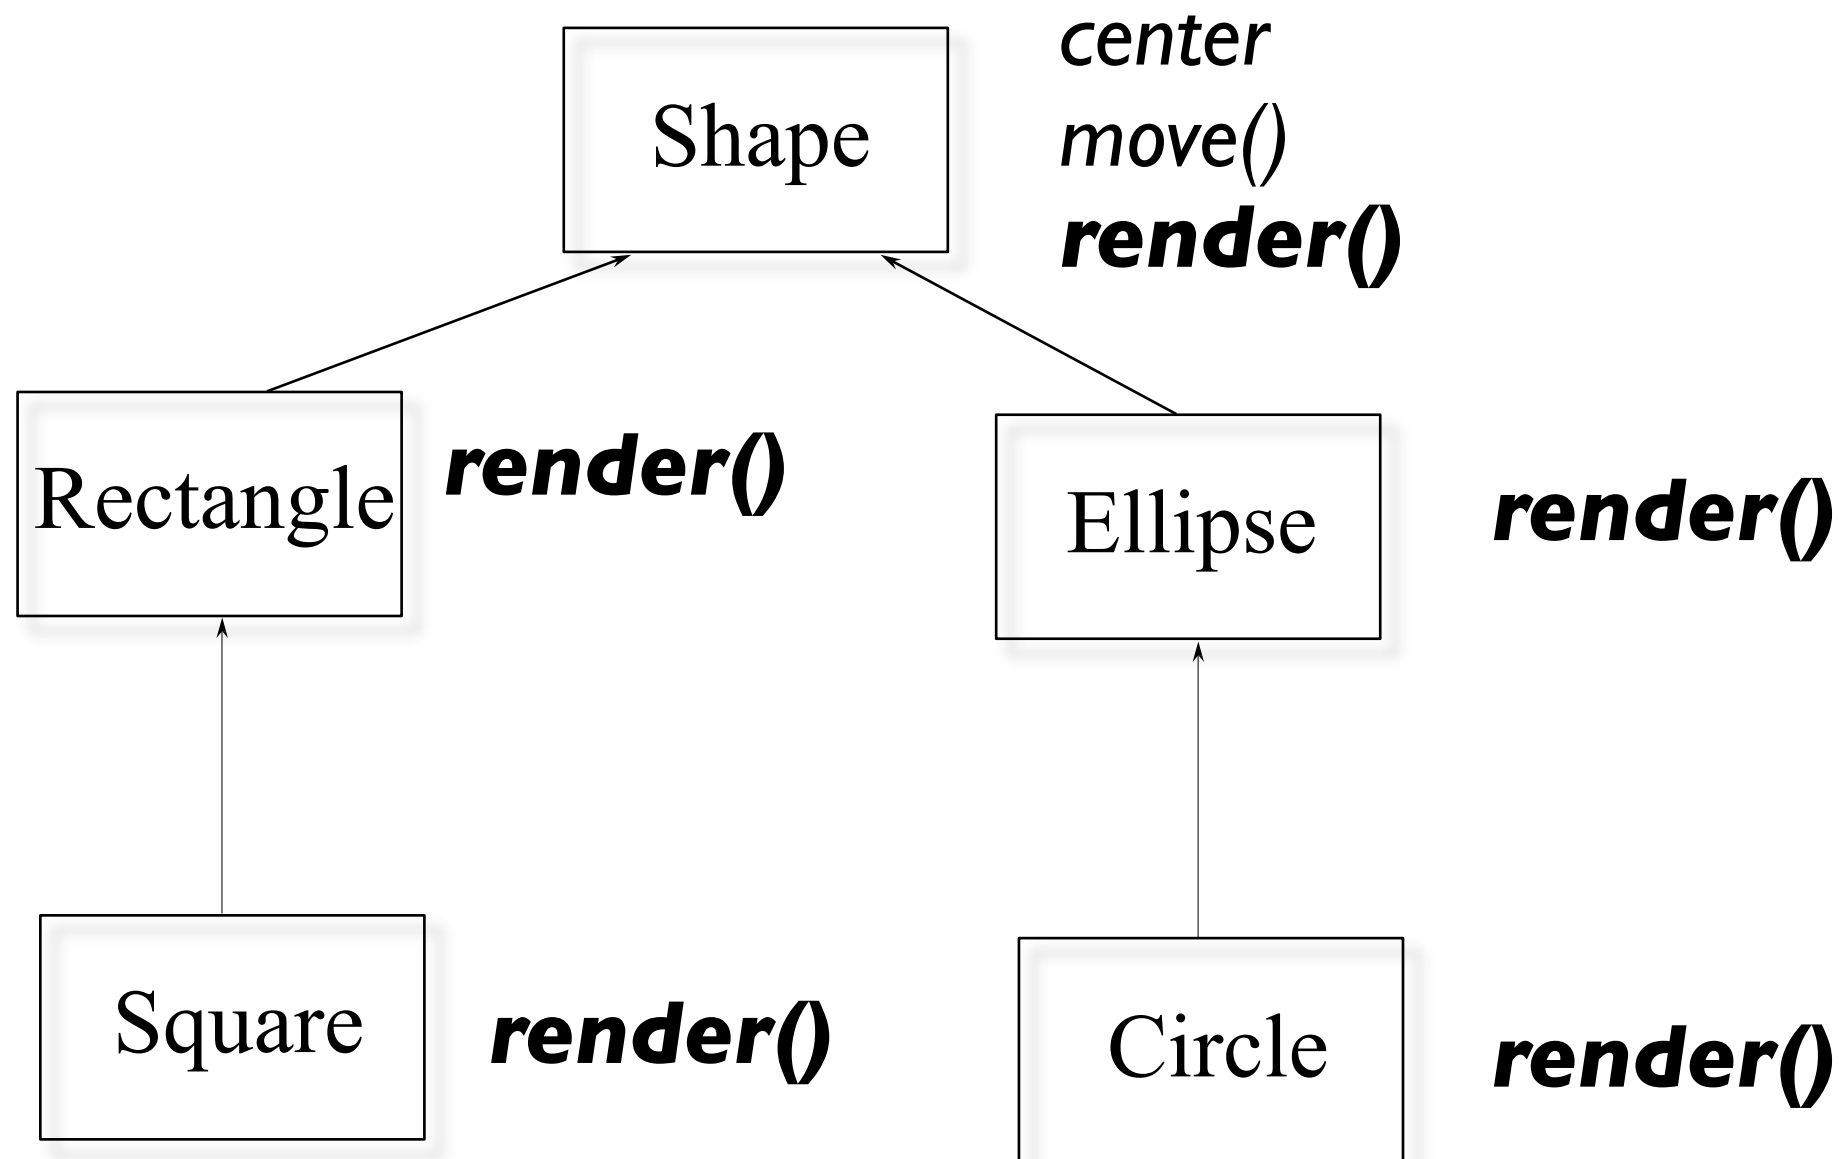 Shape
center
move()
render()
Rectangle
render()
Ellipse
render()
Square
render()
Circle
render()